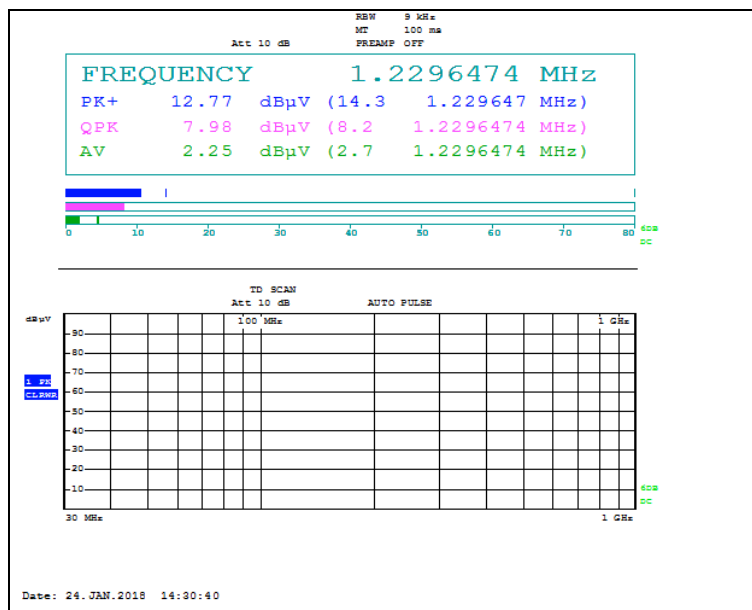 RBW 9 kHz
MT 100 ms
Att 10 dB PREAMP OFF
FREQUENCY 1.2296474 MHz
PK+ 12.77 dBµV (14.3 1.229647 MHz)
QPK 7.98 dBµV (8.2 1.2296474 MHz)
AV 2.25 dBµV (2.7 1.2296474 MHz)
0 10 20 30 40 50 60 70 80
6DB
DC
TD SCAN
Att 10 dB AUTO PULSE
dBµV
100 MHz 1 GHz
90
80
70
1 PK
60
CLRWR
50
40
30
20
10
6DB
DC
30 MHz 1 GHz
Date: 24.JAN.2018 14:30:40